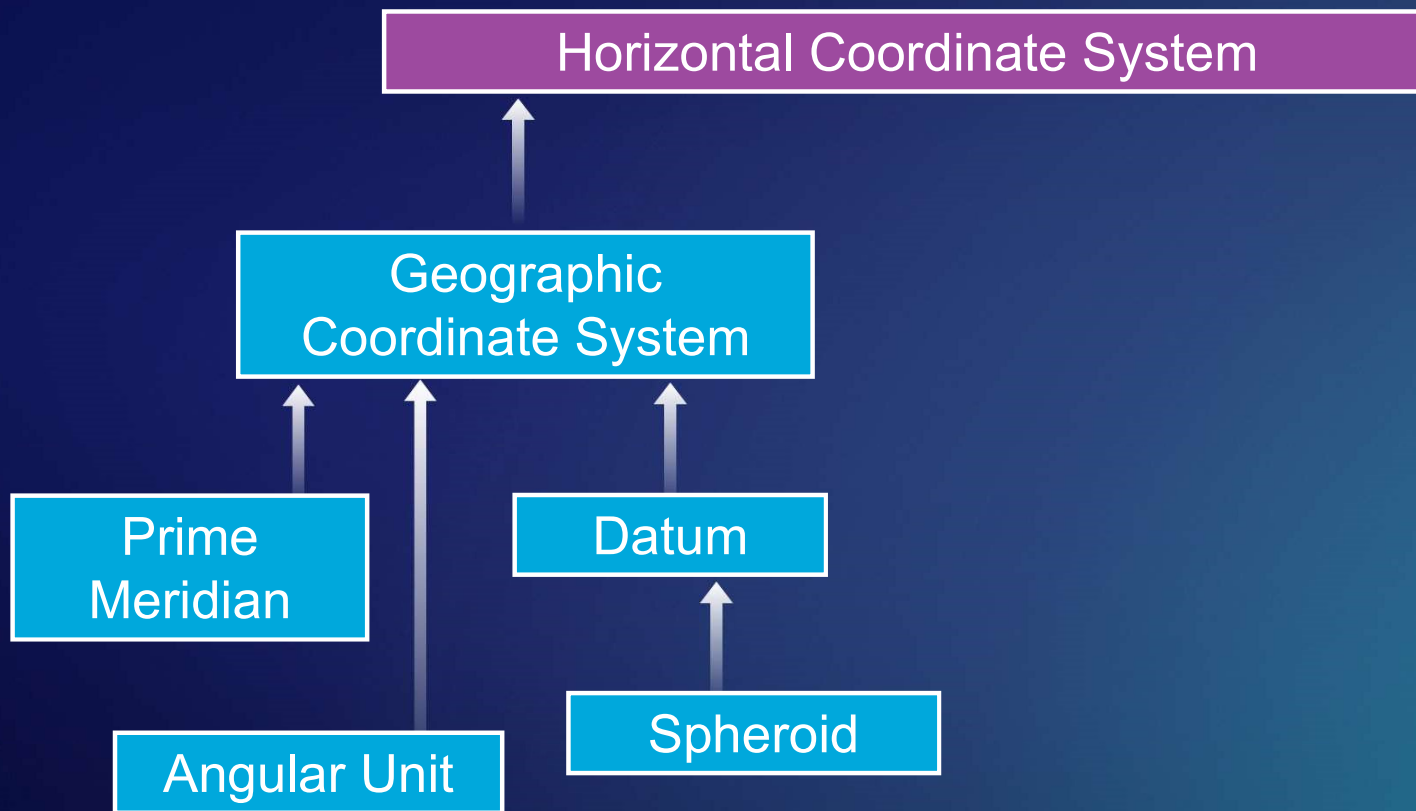 Horizontal Coordinate System
Geographic
Coordinate System
Prime
Meridian
Datum
Spheroid
Angular Unit